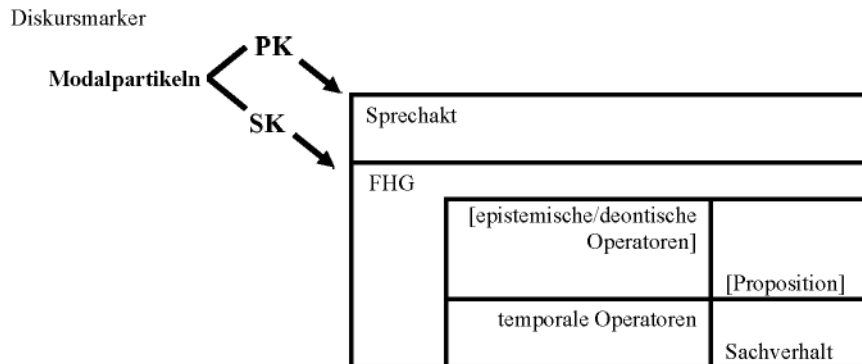 Diskursmarker
PK
Modalpartikeln
SK
Sprechakt
FHG
[epistemische/deontische
Operatoren]
[Proposition]
temporale Operatoren
Sachverhalt